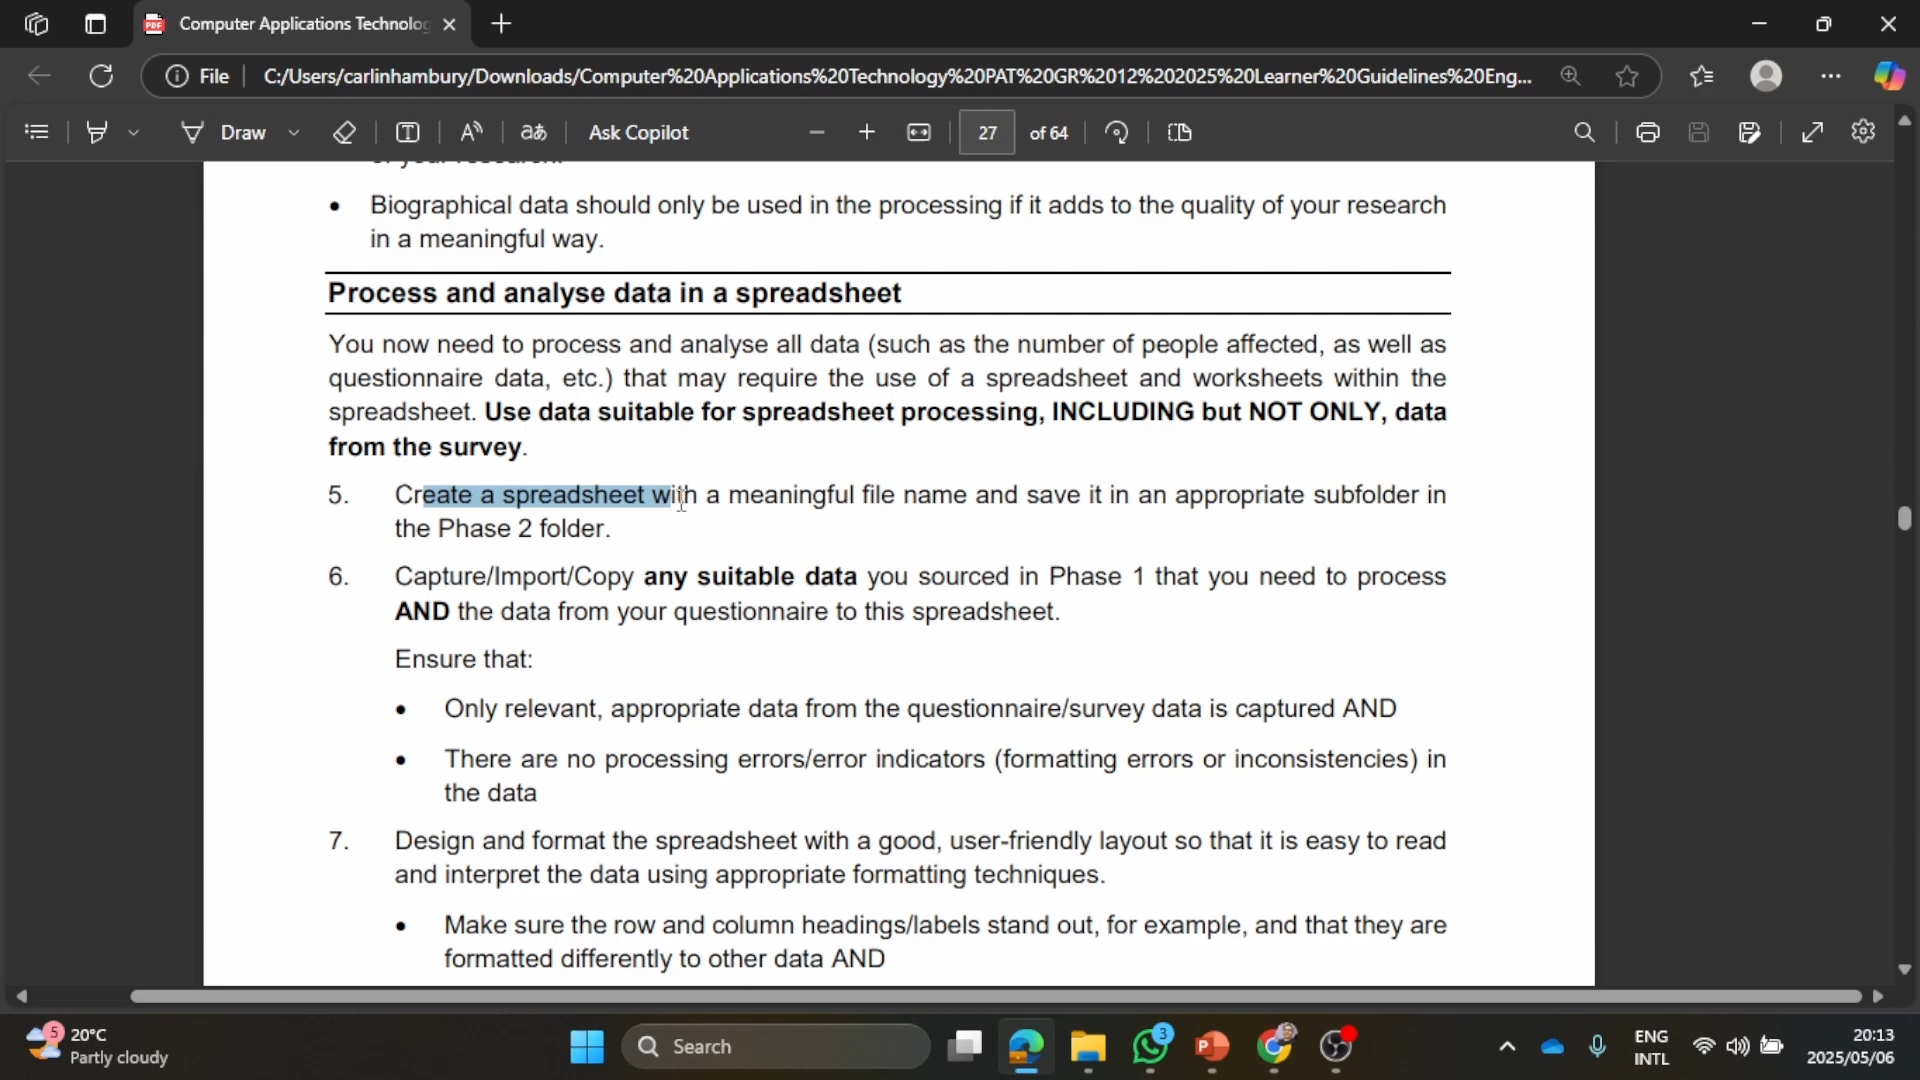 Computer Applications Technolog
File
C:/Users/carlinhambury/Downloads/Computer%20Applications%20Technology%20PAT%20GR%2012%202025%20Learner%20Guidelines%20Eng...
Draw
Ask Copilot
27
of 64
of your research.
• Biographical data should only be used in the processing if it adds to the quality of your research
in a meaningful way.
Process and analyse data in a spreadsheet
You now need to process and analyse all data (such as the number of people affected, as well as
questionnaire data, etc.) that may require the use of a spreadsheet and worksheets within the
spreadsheet. Use data suitable for spreadsheet processing, INCLUDING but NOT ONLY, data
from the survey.
5. Create a spreadsheet with a meaningful file name and save it in an appropriate subfolder in
the Phase 2 folder.
6. Capture/Import/Copy any suitable data you sourced in Phase 1 that you need to process
AND the data from your questionnaire to this spreadsheet.
Ensure that:
• Only relevant, appropriate data from the questionnaire/survey data is captured AND
• There are no processing errors/error indicators (formatting errors or inconsistencies) in
the data
7. Design and format the spreadsheet with a good, user-friendly layout so that it is easy to read
and interpret the data using appropriate formatting techniques.
• Make sure the row and column headings/labels stand out, for example, and that they are
formatted differently to other data AND
5
20°C
Partly cloudy
Search
3
ENG
INTL
20:13
2025/05/06